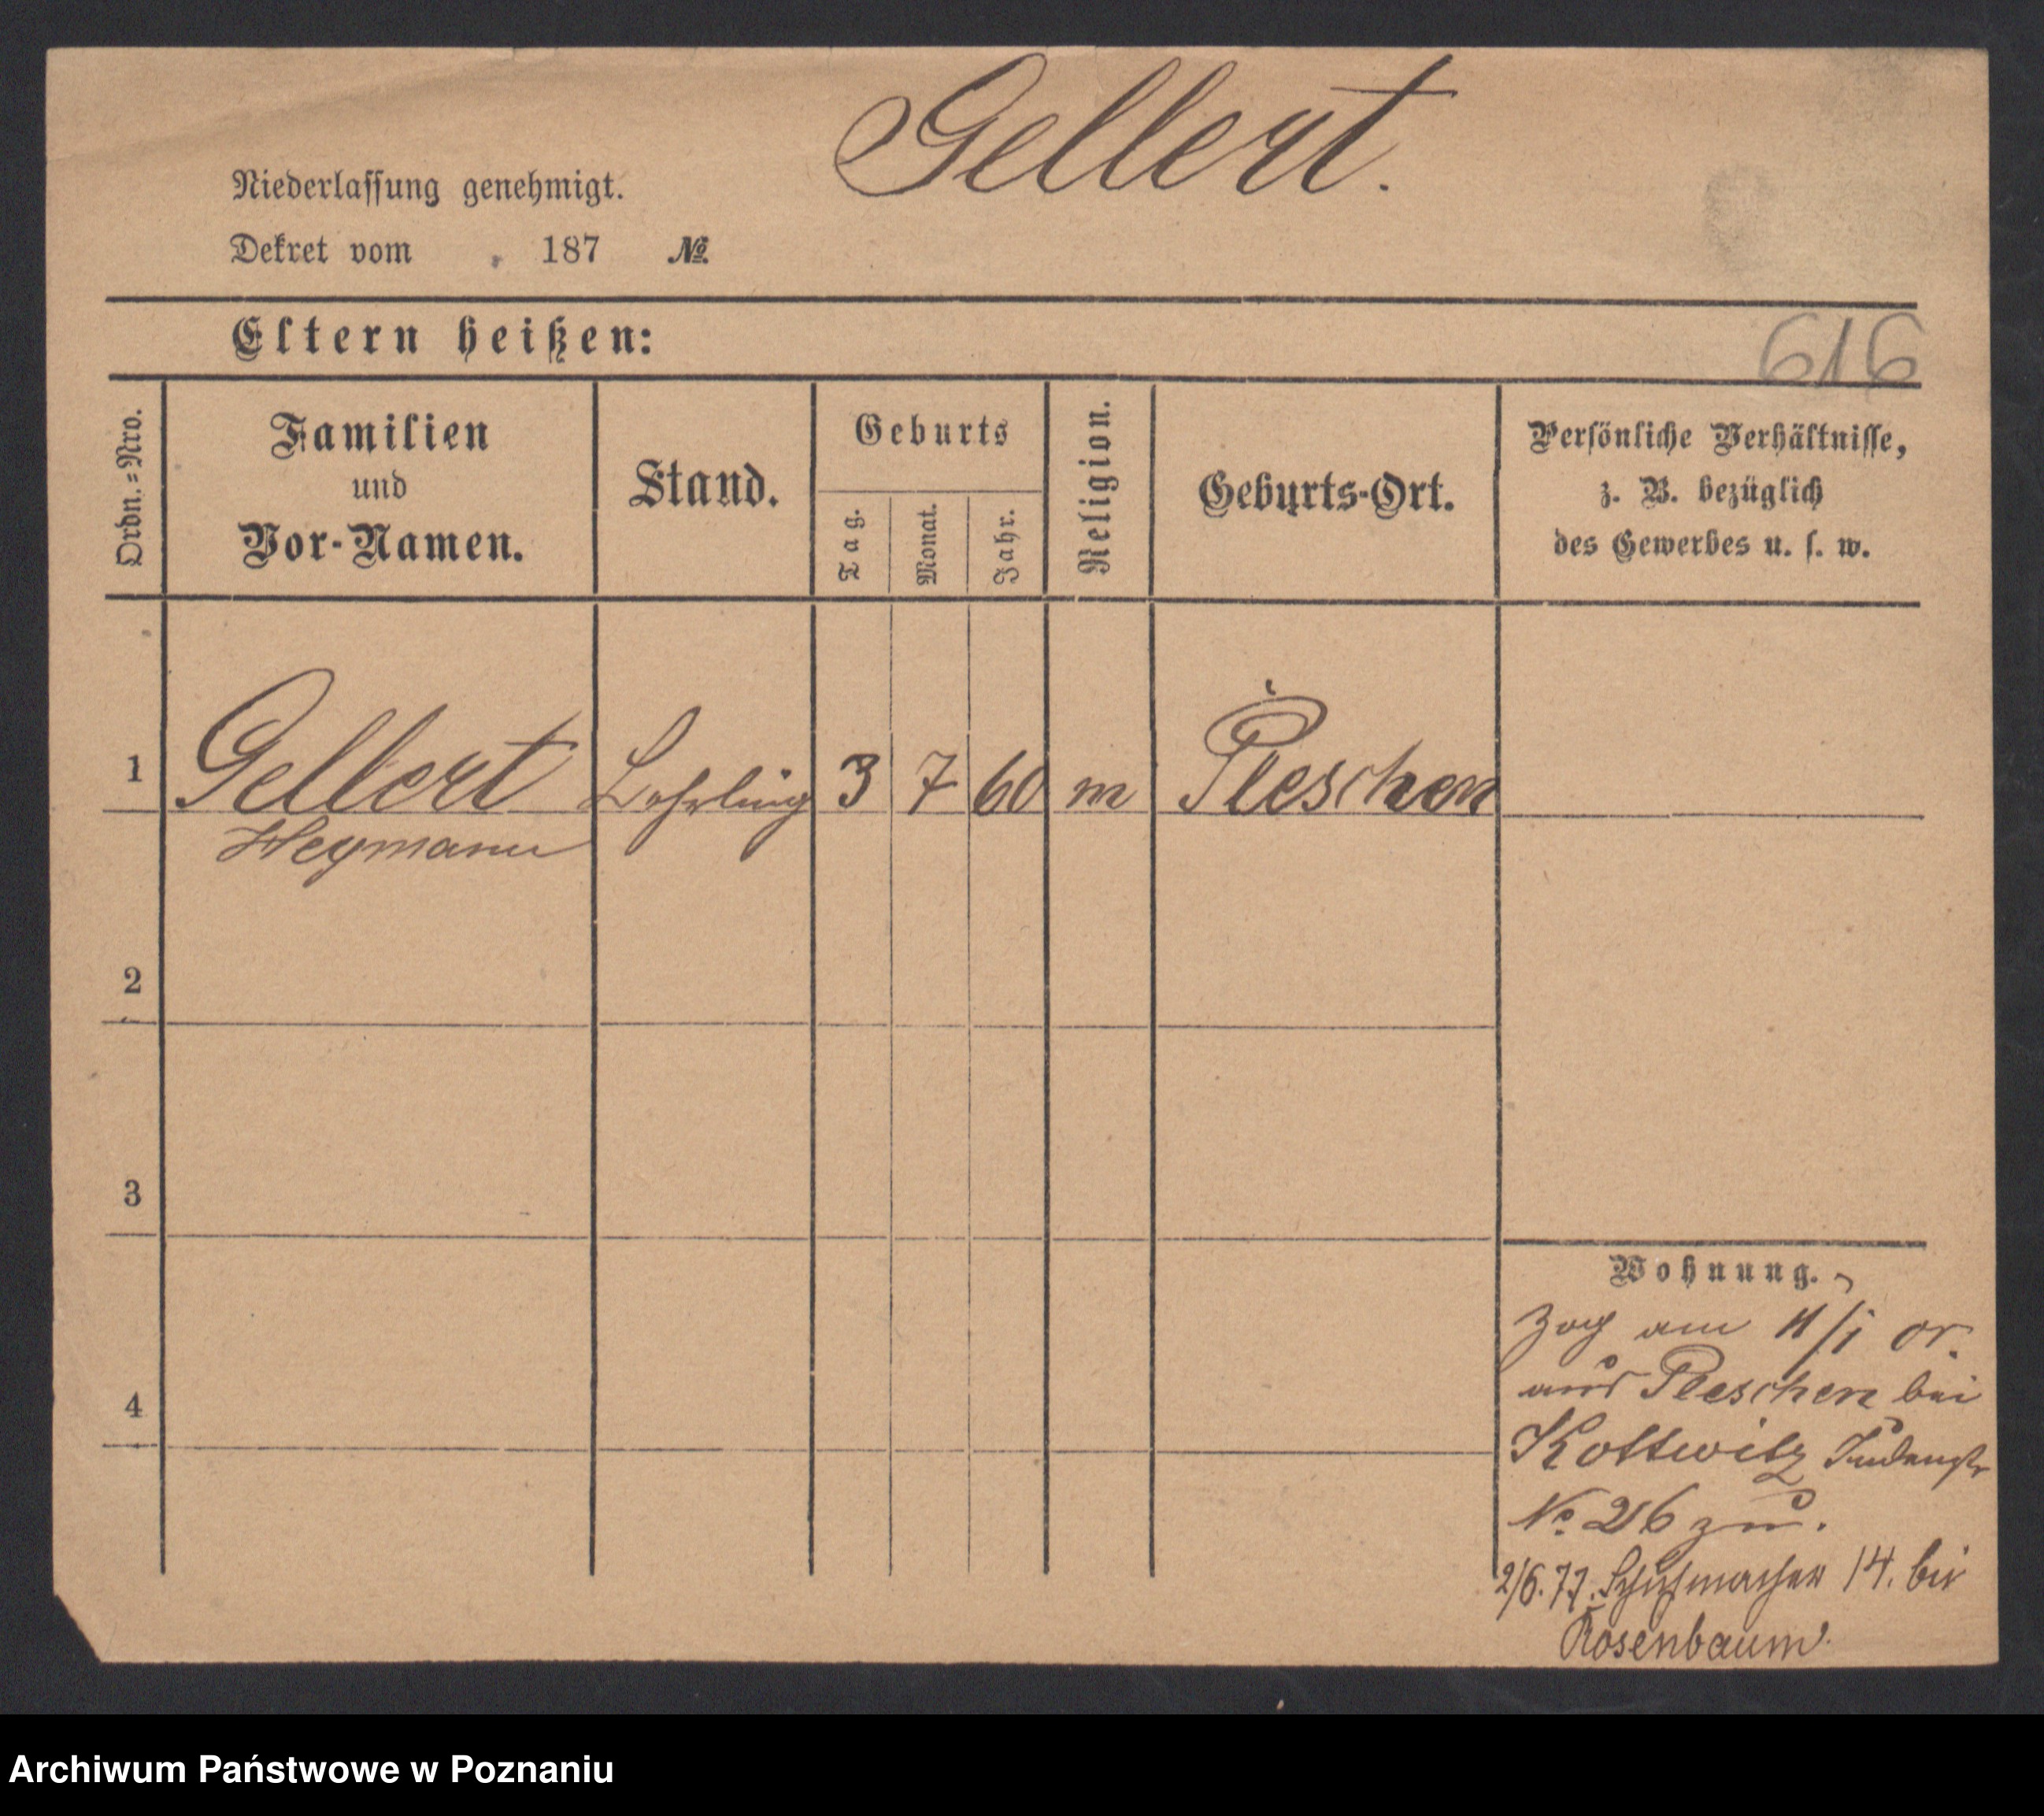 Gellert.
Niederlassung genehmigt.
Dekret vom . 187 №
Eltern heißen:
616
Ordn.=Nro.
Familien
und
Vor-Namen.
Stand.
Geburts
Tag.
Monat.
Jahr.
Religion.
Geburts-Ort.
Persönliche Verhältnisse,
z. B. bezüglich
des Gewerbes u. s. w.
1 Gellert Lehrling 3 7 60 m Pleschen
Heymann
2
3
4
Wohnung.
Zog am 11/1 cr.
aus Pleschen bei
Kottwitz Judenstr
No 26 zu.
2/6. 77. Schuhmacher 14. bei
Rosenbaum.
Archiwum Państwowe w Poznaniu